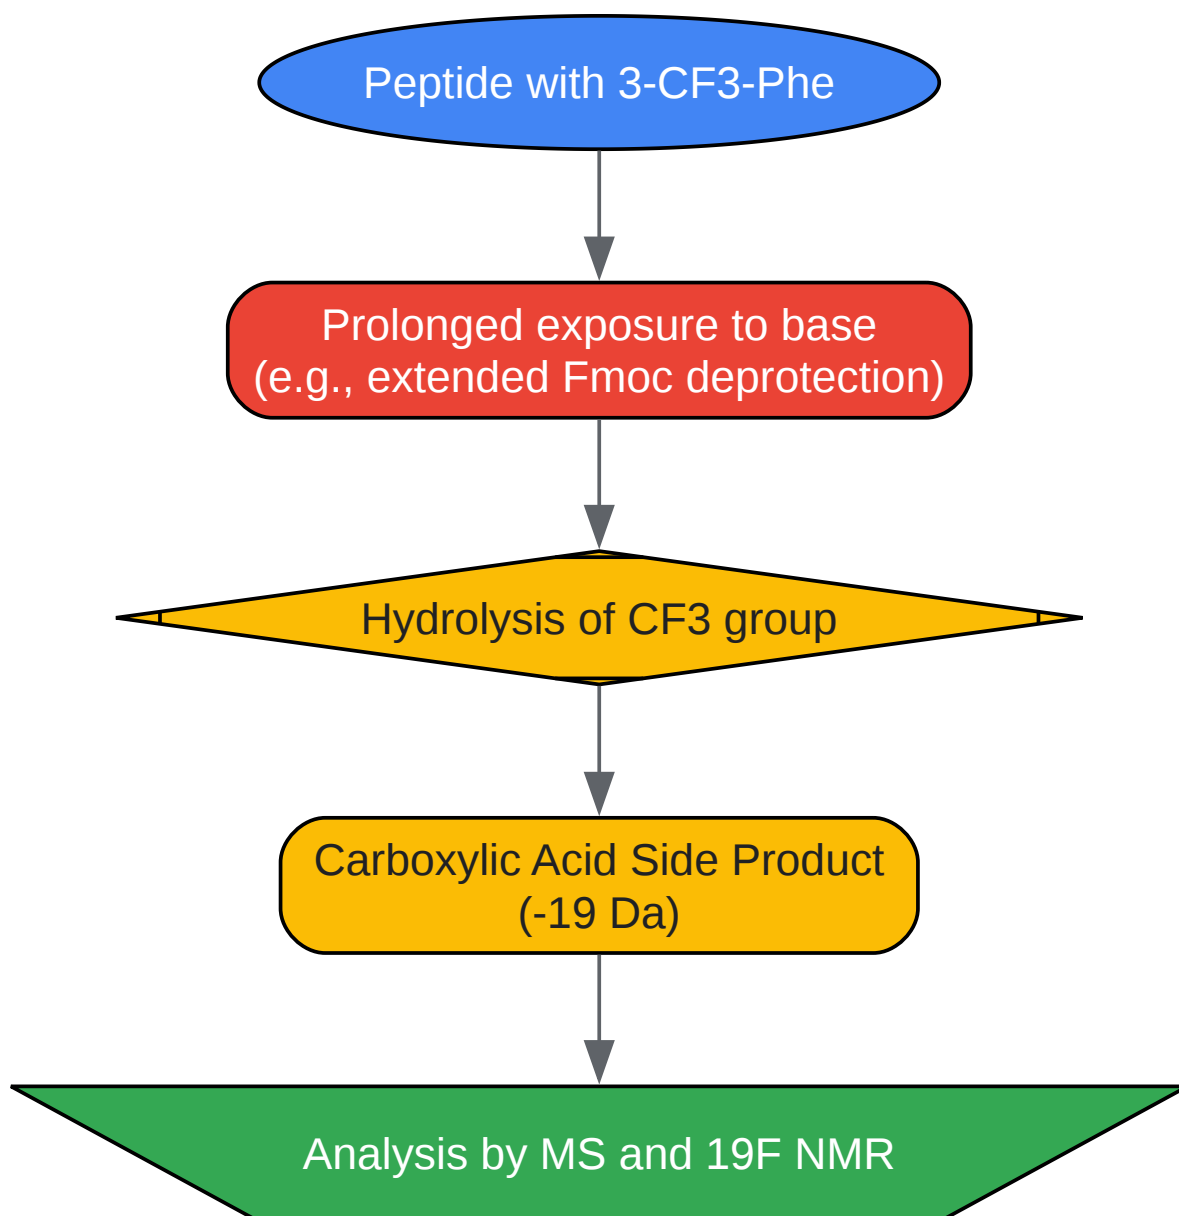 Peptide with 3-CF3-Phe
Prolonged exposure to base
(e.g., extended Fmoc deprotection)
Hydrolysis of CF3 group
Carboxylic Acid Side Product
(-19 Da)
Analysis by MS and 19F NMR